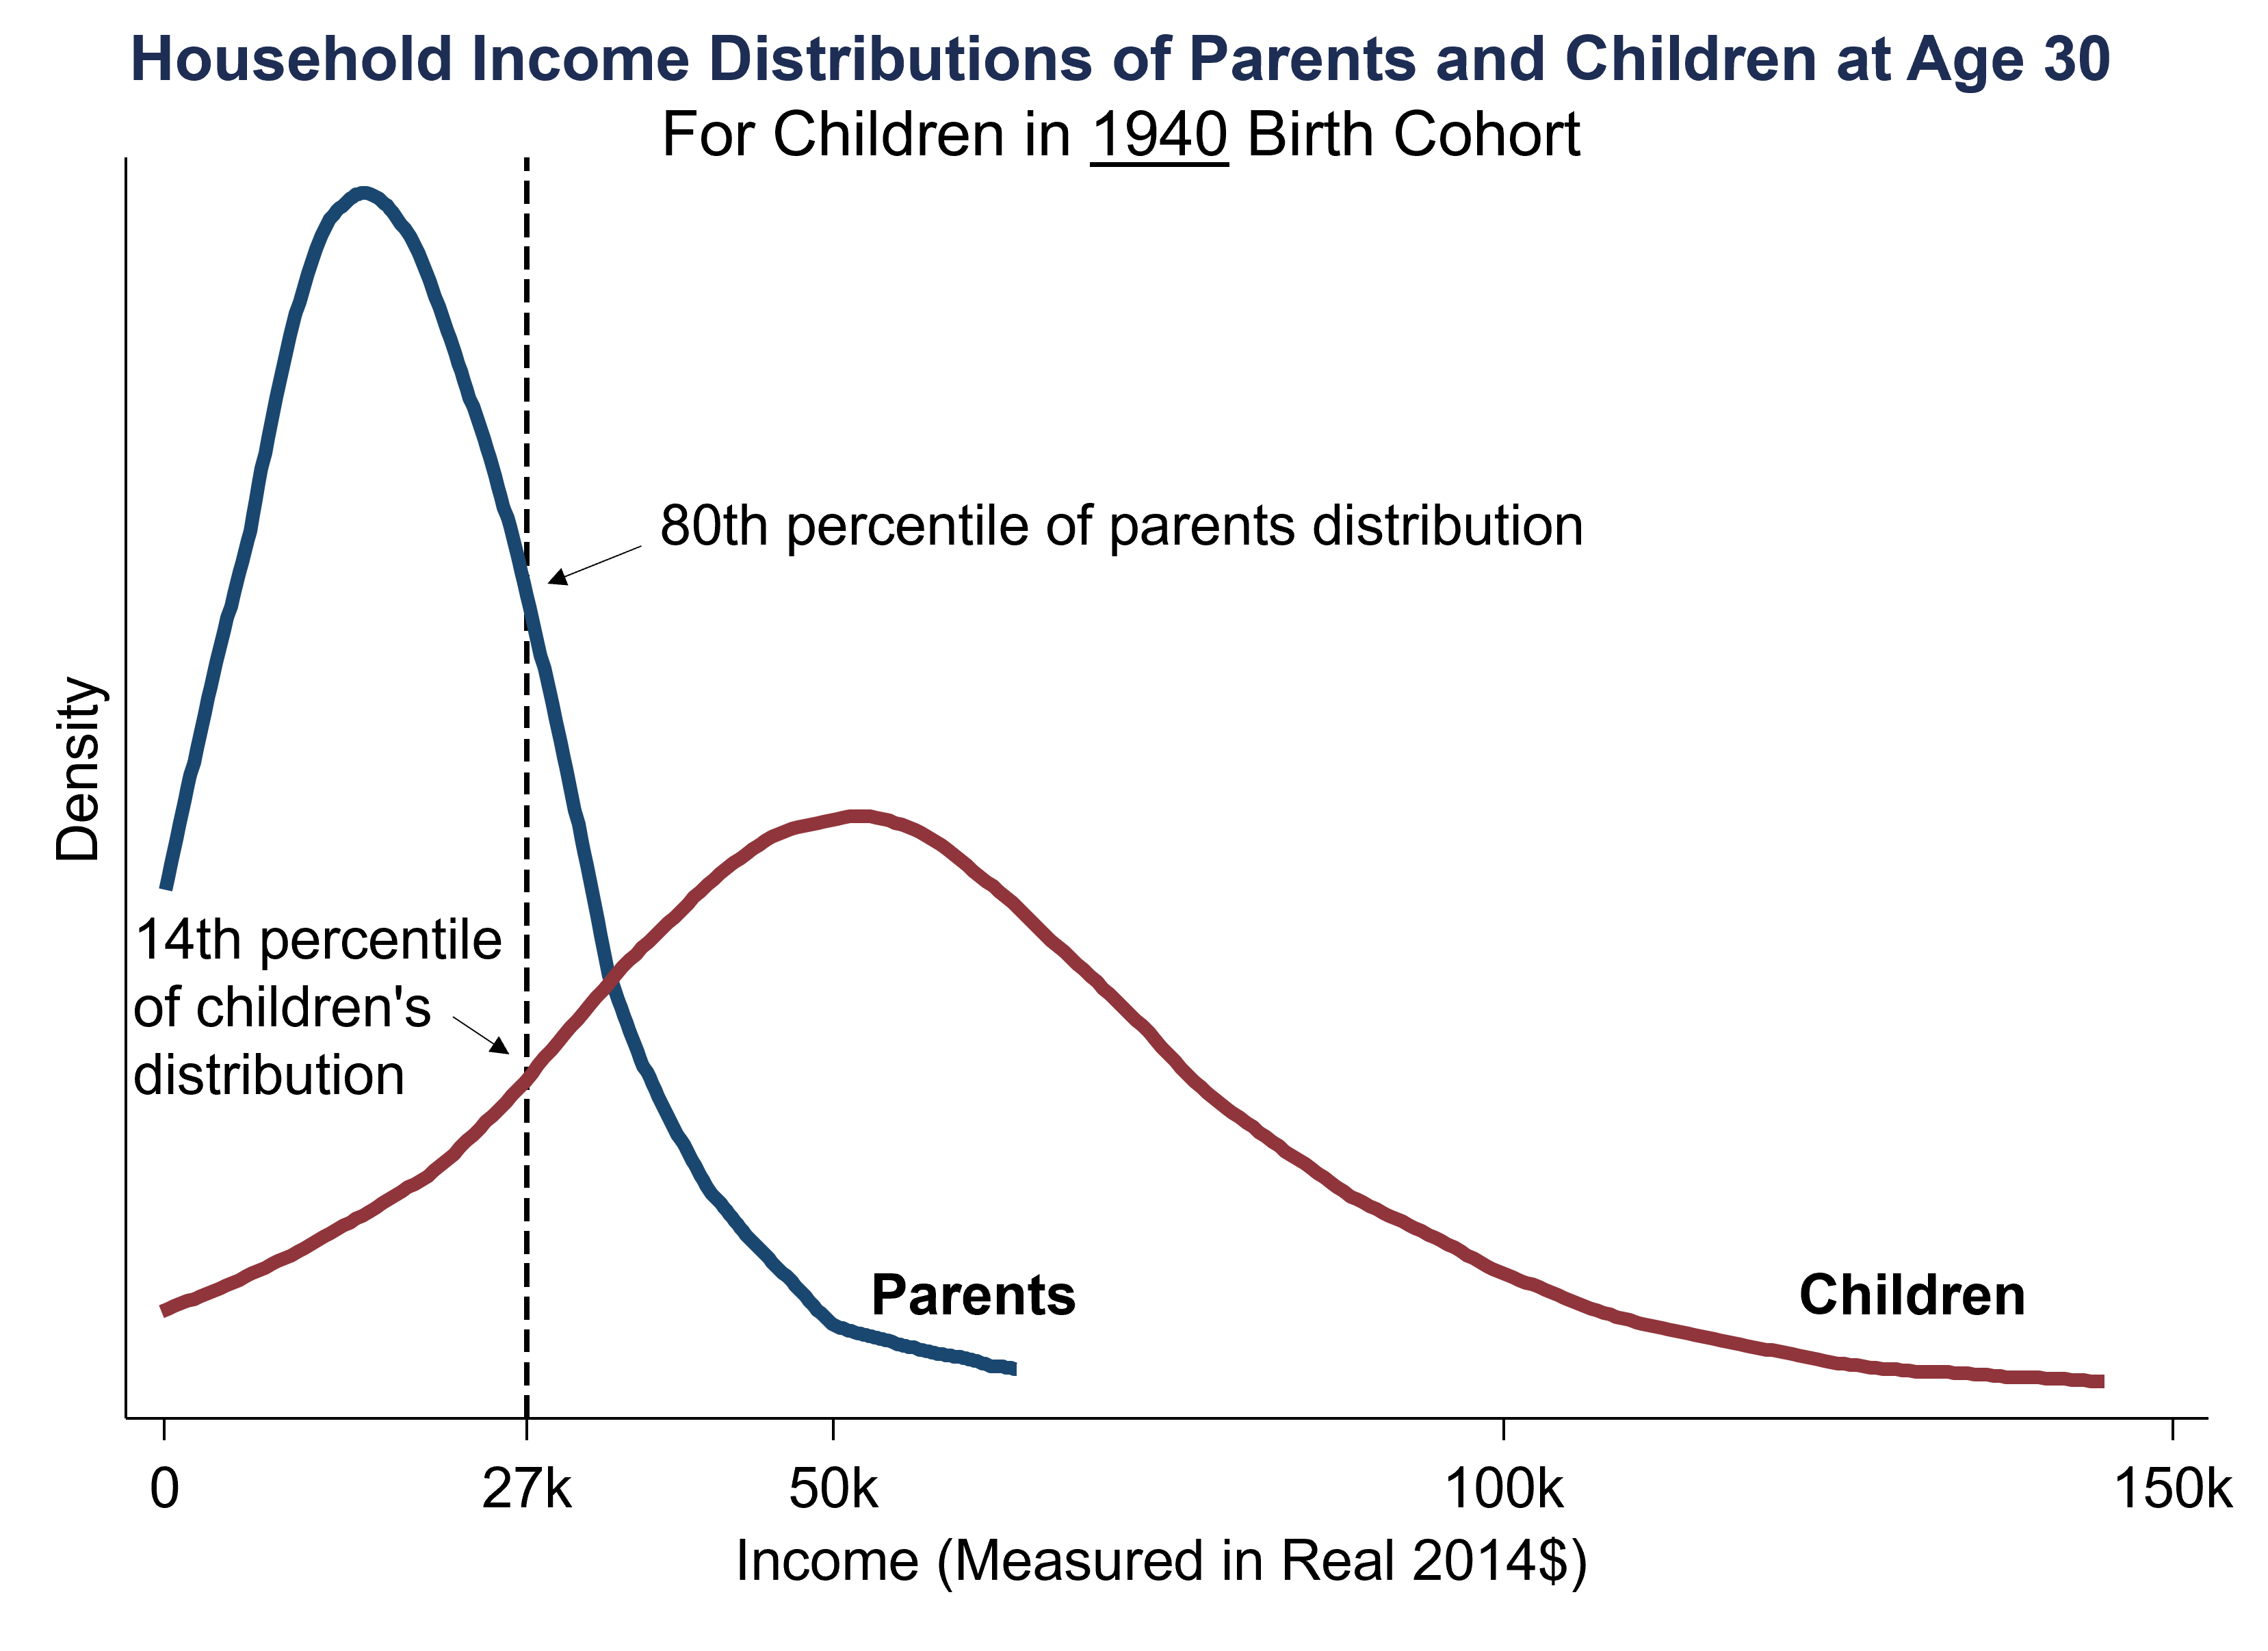 Household Income Distributions of Parents and Children at Age 30
For Children in 1940 Birth Cohort
80th percentile of parents distribution
Density
14th percentile
of children's
distribution
Parents
Children
0
27k
50k
100k
150k
Income (Measured in Real 2014$)